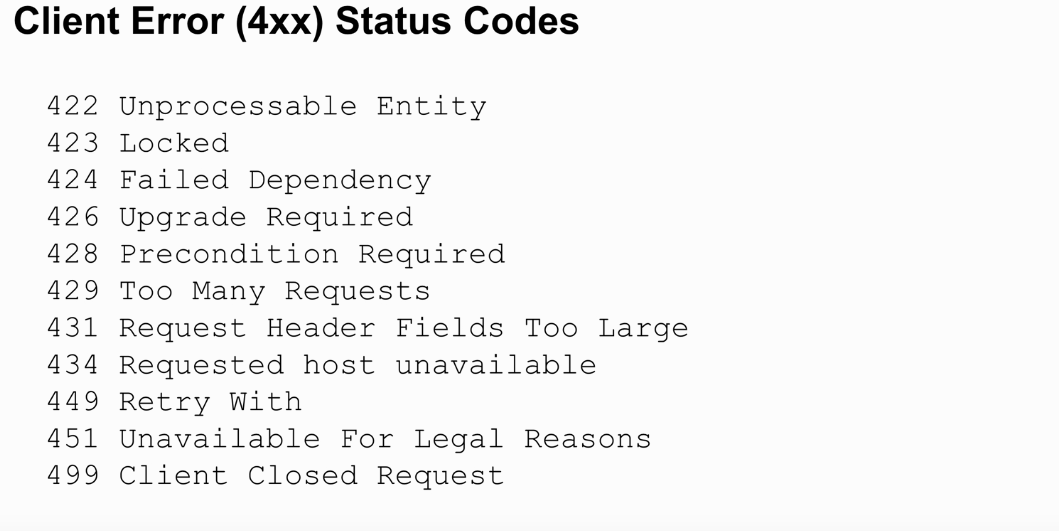 Client Error (4xx) Status Codes
422 Unprocessable Entity
423 Locked
424 Failed Dependency
426 Upgrade Required
428 Precondition Required
429 Too Many Requests
431 Request Header Fields Too Large
434 Requested host unavailable
449 Retry With
451 Unavailable For Legal Reasons
499 Client Closed Request